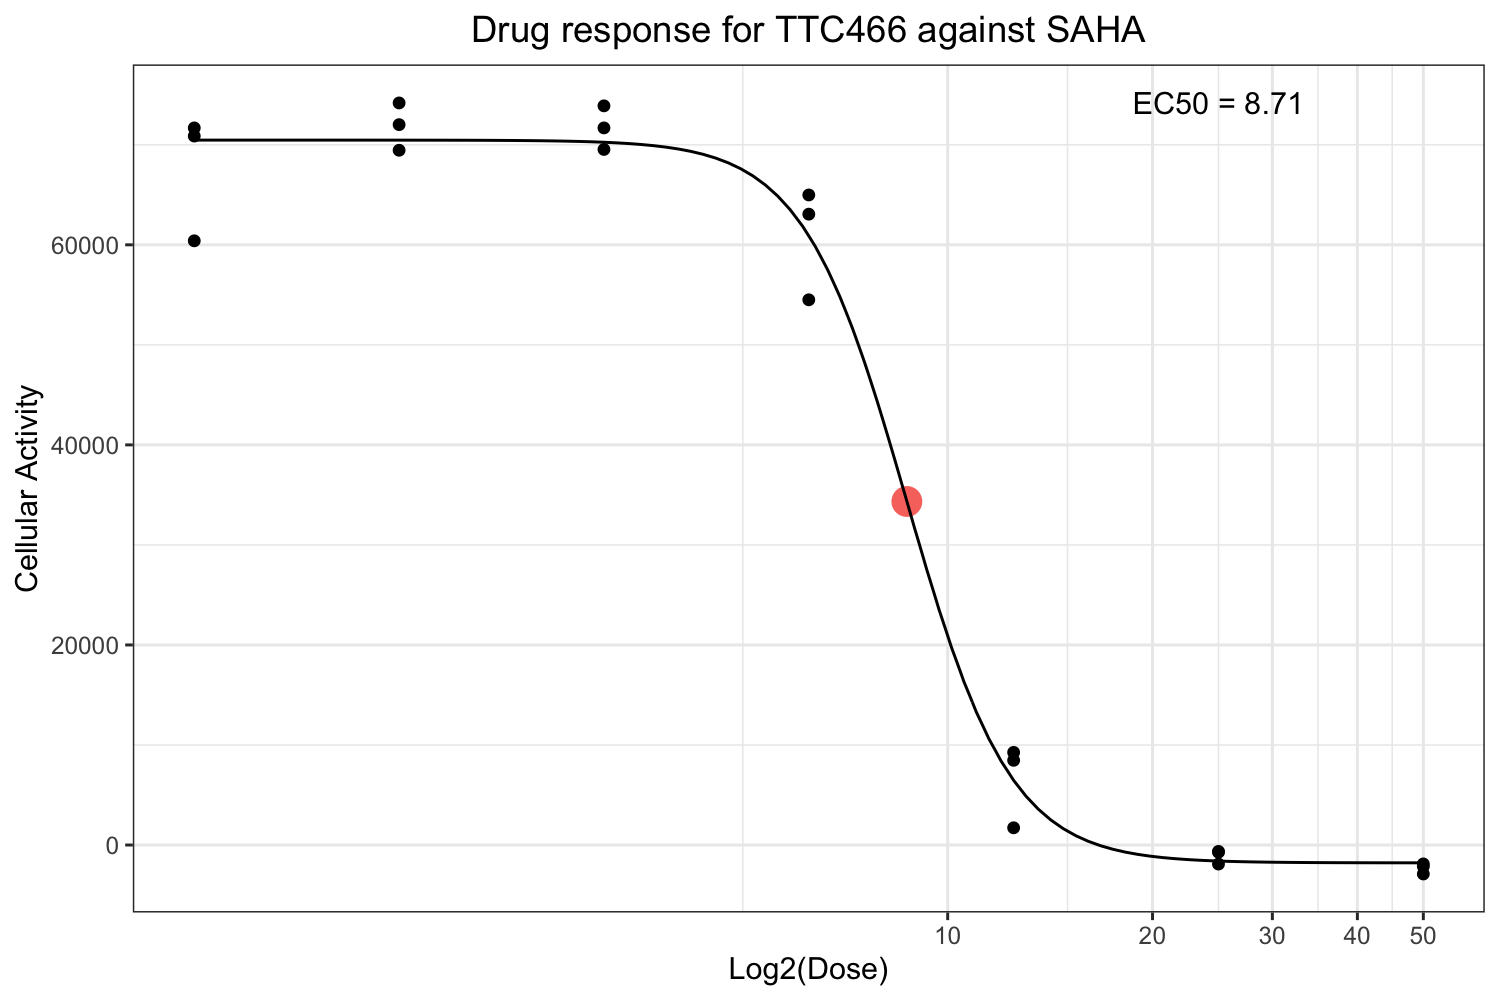 Drug response for TTC466 against SAHA
EC50 = 8.71
Cellular Activity
60000
40000
20000
0
10 20 30 40 50
Log2(Dose)